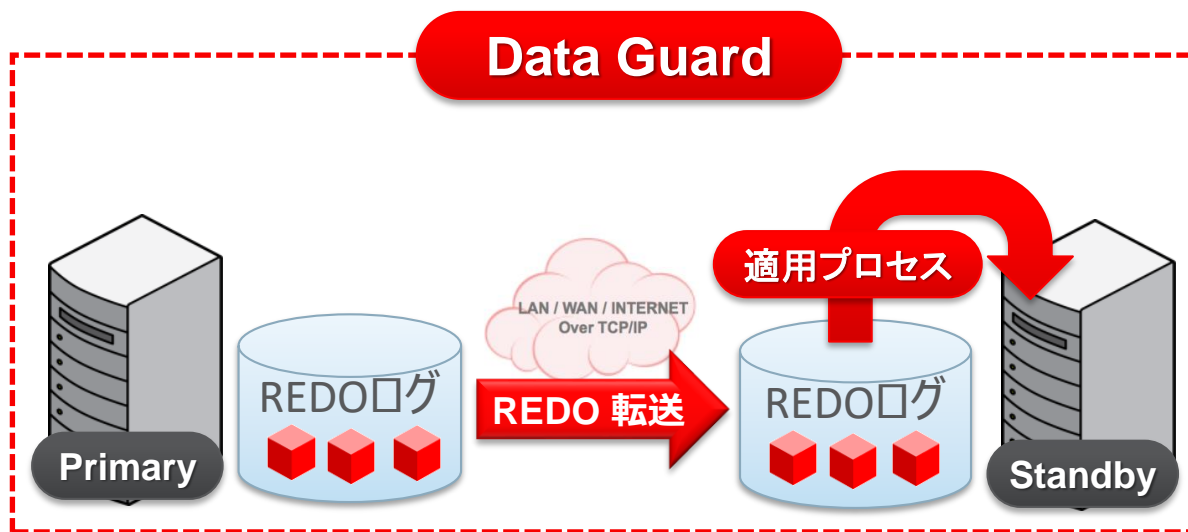 Data Guard
適用プロセス
LAN / WAN / INTERNET
Over TCP/IP
REDOログ
REDO 転送
REDOログ
Primary
Standby